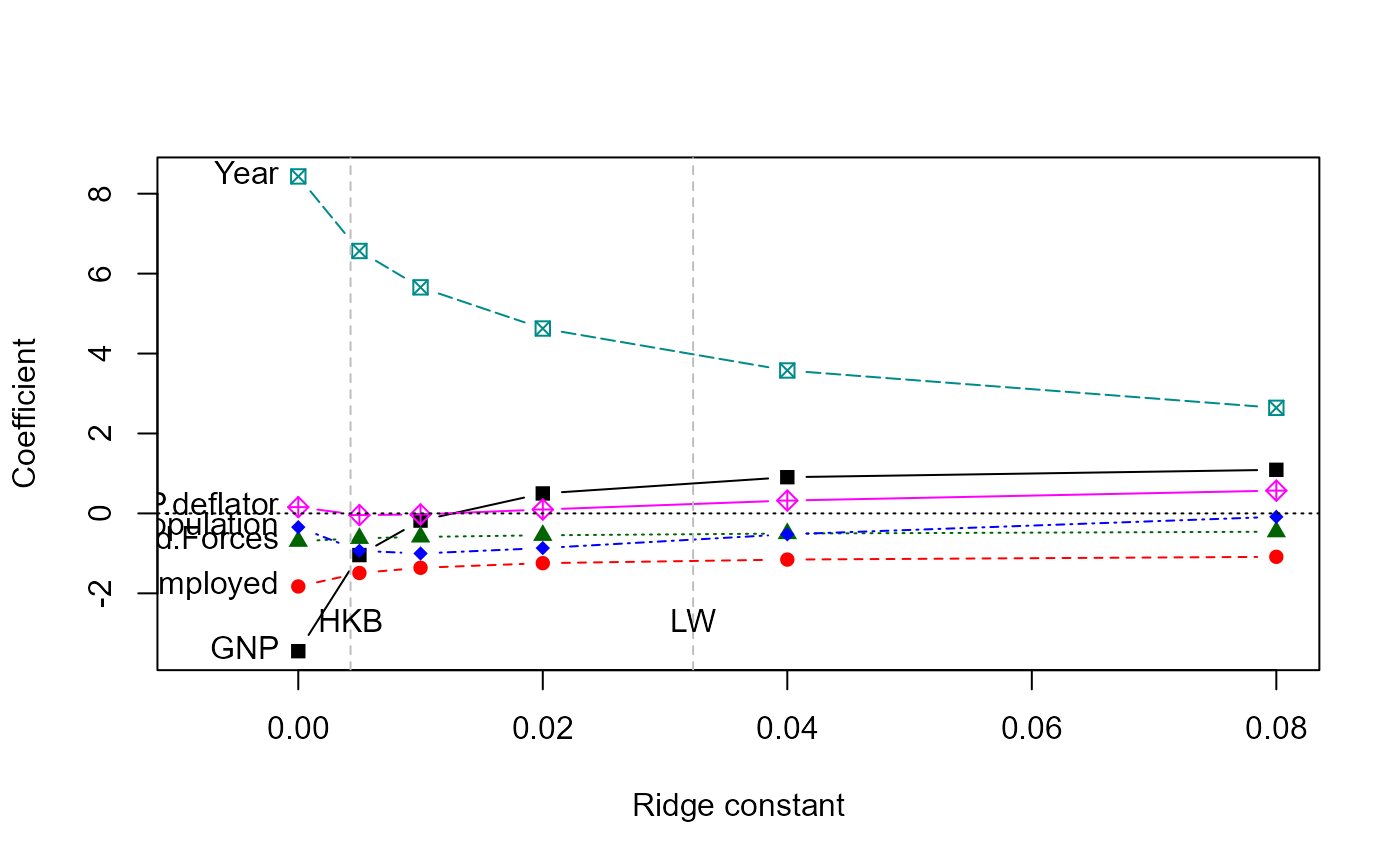 Year
8
6
4
2
0
-2
Coefficient
P.deflator
opulation
d.Forces
mployed
GNP
HKB
LW
0.00 0.02 0.04 0.06 0.08
Ridge constant